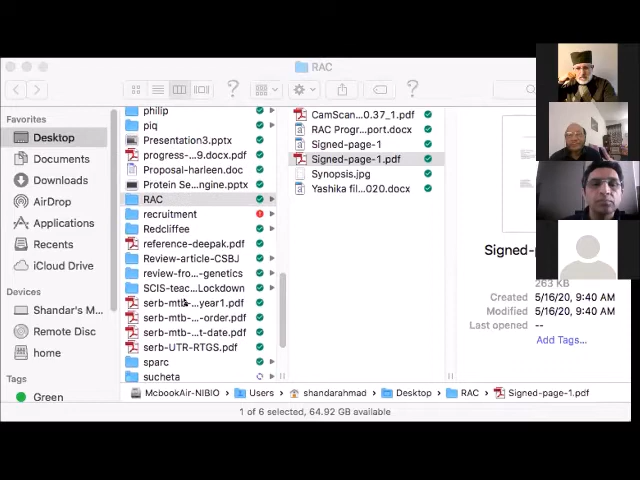 RAC
Favorites
Desktop
Documents
Downloads
AirDrop
Applications
Recents
iCloud Drive
Devices
Shandar's M...
Remote Disc
home
Tags
Green
philip
piq
Presentation3.pptx
progress-...9.docx.pdf
Proposal-harleen.doc
Protein Se...ngine.pptx
RAC
recruitment
Redcliffee
reference-deepak.pdf
Review-article-CSBJ
review-fro...-genetics
SCIS-teac...Lockdown
serb-mtb-...year1.pdf
serb-mtb-...-order.pdf
serb-mtb...t-date.pdf
serb-UTR-RTGS.pdf
sparc
sucheta
CamScan...0.37_1.pdf
RAC Progr...port.docx
Signed-page-1
Signed-page-1.pdf
Synopsis.jpg
Yashika fil...020.docx
Signed-p
263 KB
Created 5/16/20, 9:40 AM
Modified 5/16/20, 9:40 AM
Last opened --
Add Tags...
McbookAir-NIBIO Users shandarahmad Desktop RAC Signed-page-1.pdf
1 of 6 selected, 64.92 GB available